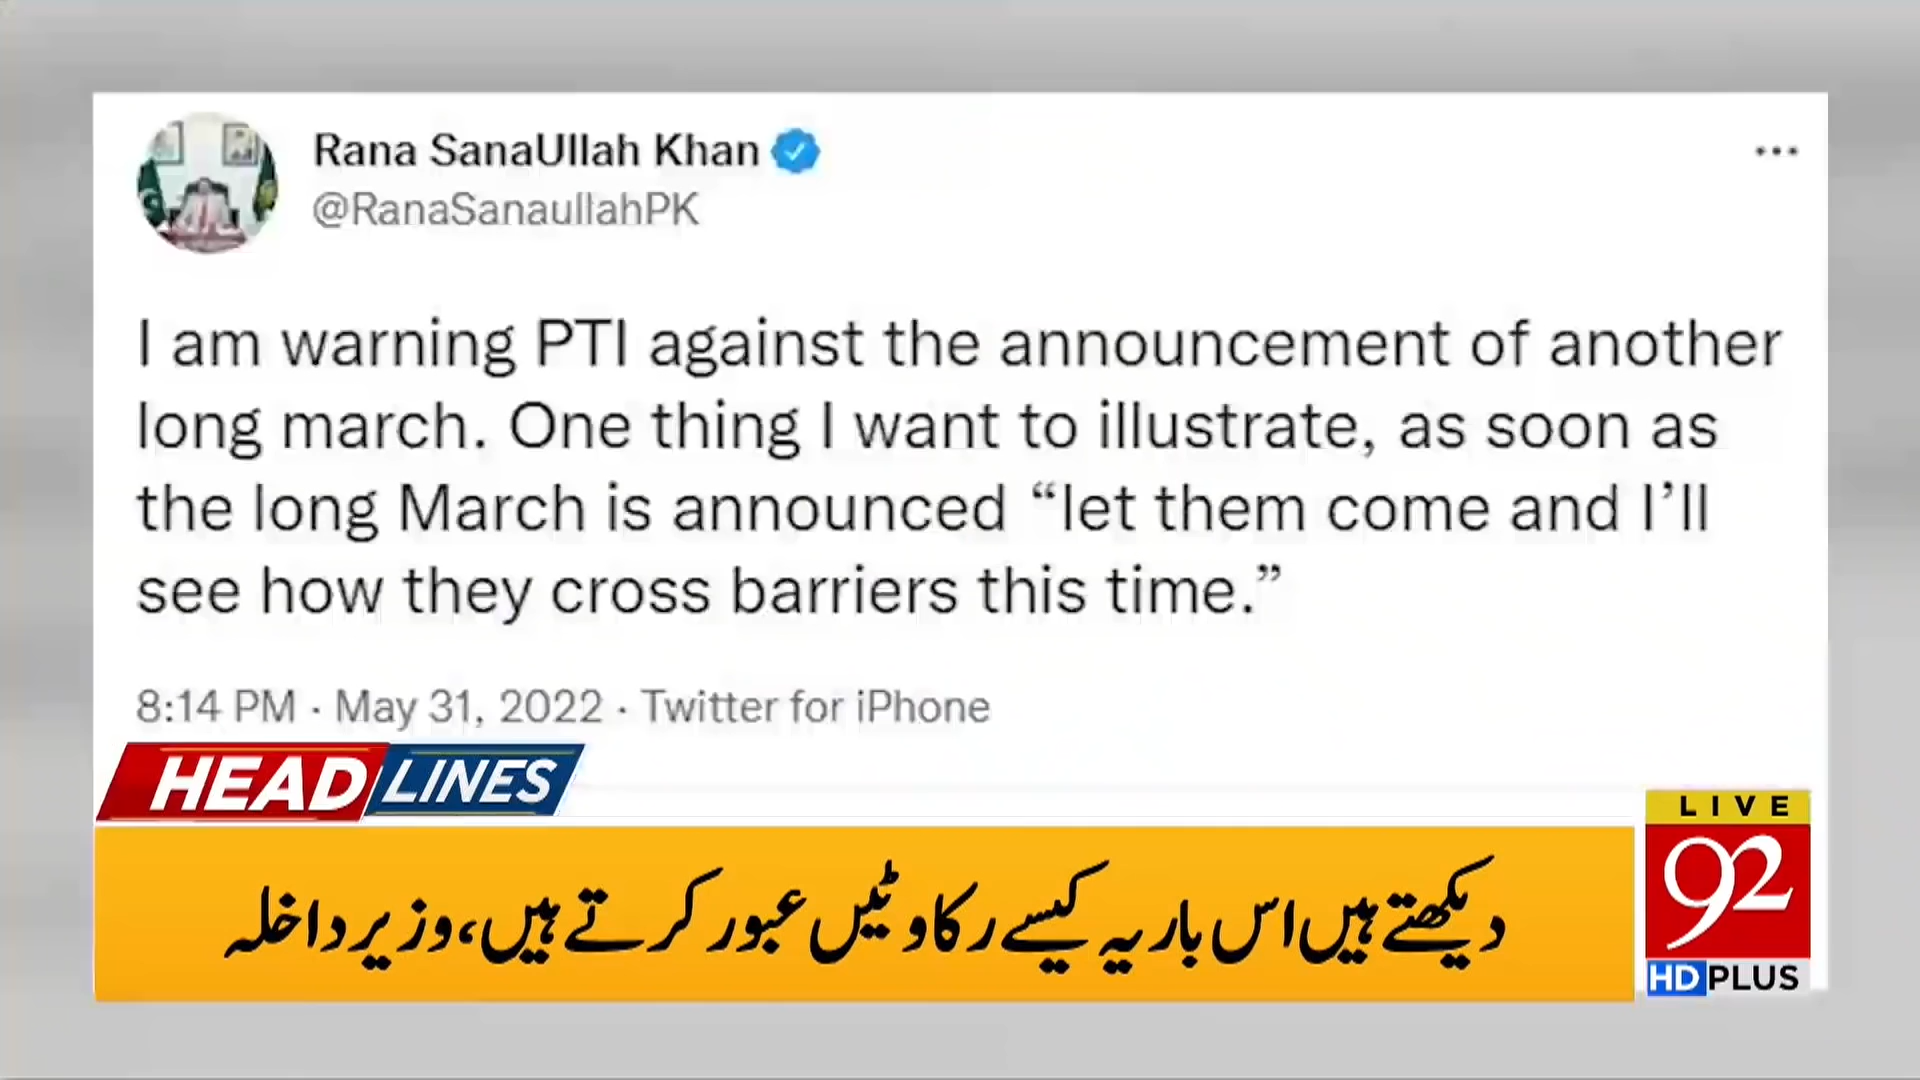 Rana SanaUllah Khan
@RanaSanaullahPK
I am warning PTI against the announcement of another
long march. One thing I want to illustrate, as soon as
the long March is announced “let them come and I’ll
see how they cross barriers this time.”
8:14 PM · May 31, 2022 · Twitter for iPhone
HEADLINES
LIVE
92
HD PLUS
دیکھتے ہیں اس بار یہ کیسے رکاوٹیں عبور کرتے ہیں، وزیر داخلہ